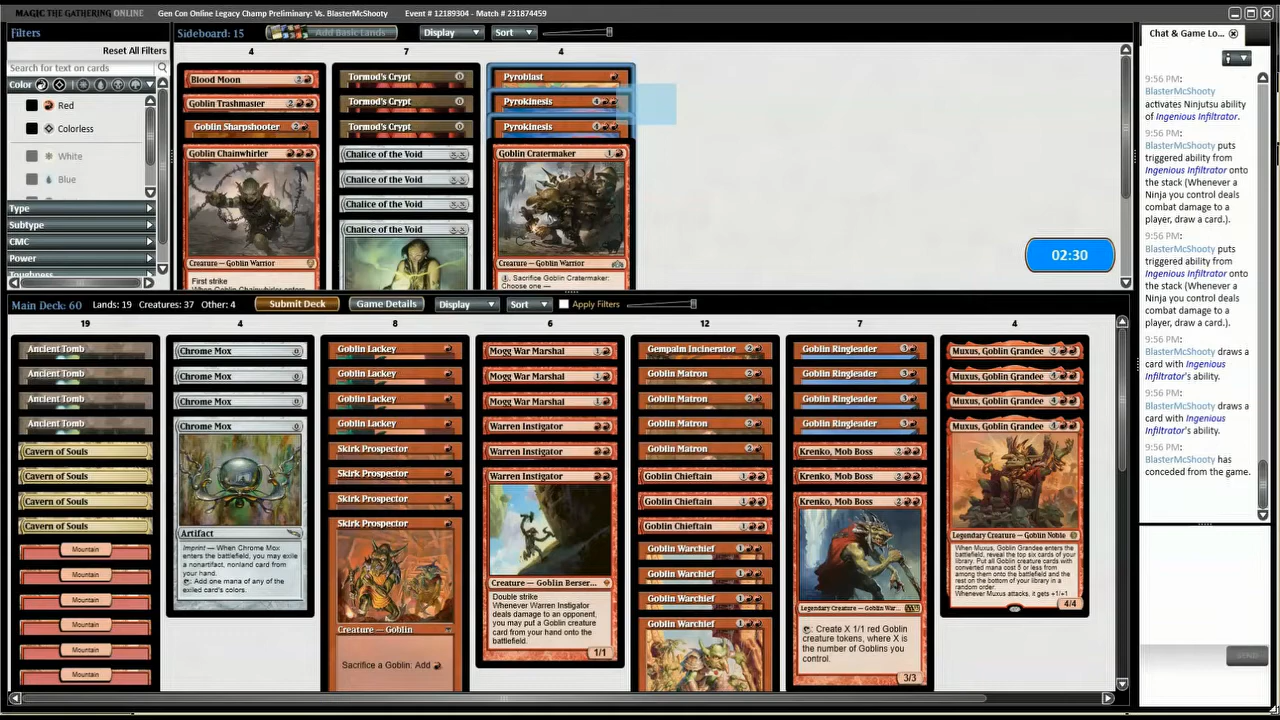 MAGIC THE GATHERING ONLINE
Gen Con Online Legacy Champ Preliminary: Vs. BlasterMcShooty
Event # 12189304 - Match # 231874459
Filters
Reset All Filters
Search for text on cards
Color
Red
Colorless
White
Blue
Type
Subtype
CMC
Power
Toughness
Sideboard: 15
Add Basic Lands
Display
Sort
4
7
4
Blood Moon
Goblin Trashmaster
Goblin Sharpshooter
Goblin Chainwhirler
Creature — Goblin Warrior
First strike
When Goblin Chainwhirler enters
Tormod's Crypt
Tormod's Crypt
Tormod's Crypt
Chalice of the Void
Chalice of the Void
Chalice of the Void
Chalice of the Void
Pyroblast
Pyrokinesis
Pyrokinesis
Goblin Cratermaker
Creature — Goblin Warrior
, Sacrifice Goblin Cratermaker:
Choose one —
02:30
Main Deck: 60
Lands: 19
Creatures: 37
Other: 4
Submit Deck
Game Details
Display
Sort
Apply Filters
19
4
8
6
12
7
4
Ancient Tomb
Ancient Tomb
Ancient Tomb
Ancient Tomb
Cavern of Souls
Cavern of Souls
Cavern of Souls
Cavern of Souls
Mountain
Mountain
Mountain
Mountain
Mountain
Mountain
Chrome Mox
Chrome Mox
Chrome Mox
Chrome Mox
Artifact
Imprint — When Chrome Mox
enters the battlefield, you may exile
a nonartifact, nonland card from
your hand.
: Add one mana of any of the
exiled card's colors.
Goblin Lackey
Goblin Lackey
Goblin Lackey
Goblin Lackey
Skirk Prospector
Skirk Prospector
Skirk Prospector
Skirk Prospector
Creature — Goblin
Sacrifice a Goblin: Add
Mogg War Marshal
Mogg War Marshal
Mogg War Marshal
Warren Instigator
Warren Instigator
Warren Instigator
Creature — Goblin Berser...
Double strike
Whenever Warren Instigator
deals damage to an opponent,
you may put a Goblin creature
card from your hand onto the
battlefield.
1/1
Gempalm Incinerator
Goblin Matron
Goblin Matron
Goblin Matron
Goblin Matron
Goblin Chieftain
Goblin Chieftain
Goblin Chieftain
Goblin Warchief
Goblin Warchief
Goblin Warchief
Goblin Warchief
Goblin Ringleader
Goblin Ringleader
Goblin Ringleader
Goblin Ringleader
Krenko, Mob Boss
Krenko, Mob Boss
Krenko, Mob Boss
Legendary Creature — Goblin War...
: Create X 1/1 red Goblin
creature tokens, where X is
the number of Goblins you
control.
3/3
Muxus, Goblin Grandee
Muxus, Goblin Grandee
Muxus, Goblin Grandee
Muxus, Goblin Grandee
Legendary Creature — Goblin Noble
When Muxus, Goblin Grandee enters the
battlefield, reveal the top six cards of your
library. Put all Goblin creature cards with
converted mana cost 5 or less from
among them onto the battlefield and the
rest on the bottom of your library in a
random order.
Whenever Muxus attacks, it gets +1/+1
4/4
Chat & Game Lo...
9:56 PM:
BlasterMcShooty
activates Ninjutsu ability
of Ingenious Infiltrator.
9:56 PM:
BlasterMcShooty puts
triggered ability from
Ingenious Infiltrator onto
the stack (Whenever a
Ninja you control deals
combat damage to a
player, draw a card.).
9:56 PM:
BlasterMcShooty puts
triggered ability from
Ingenious Infiltrator onto
the stack (Whenever a
Ninja you control deals
combat damage to a
player, draw a card.).
9:56 PM:
BlasterMcShooty draws a
card with Ingenious
Infiltrator's ability.
9:56 PM:
BlasterMcShooty draws a
card with Ingenious
Infiltrator's ability.
9:56 PM:
BlasterMcShooty has
conceded from the game.
SEND